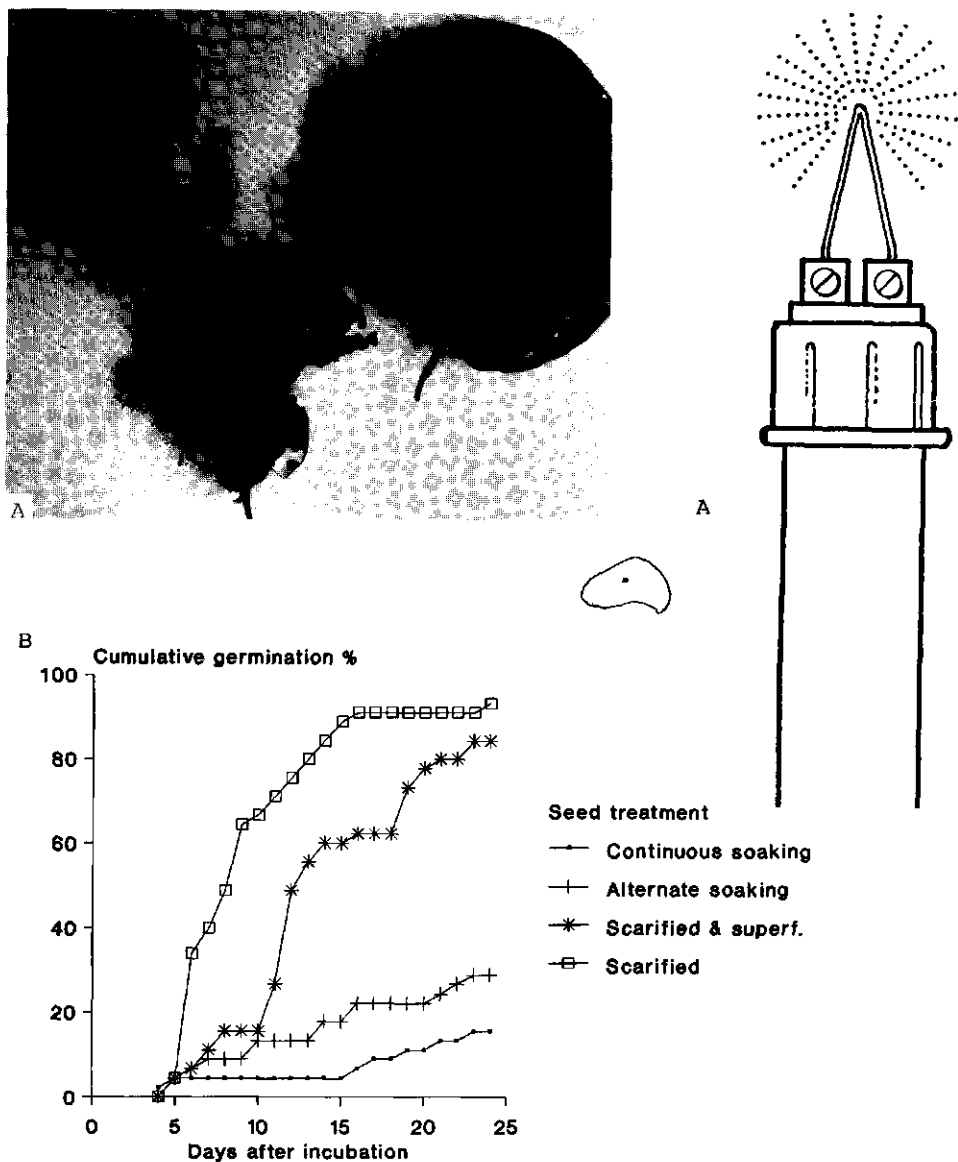 A
A
B
Cumulative germination %
100
80
60
40
20
0
0 5 10 15 20 25
Days after incubation
Seed treatment
Continuous soaking
Alternate soaking
Scarified & superf.
Scarified